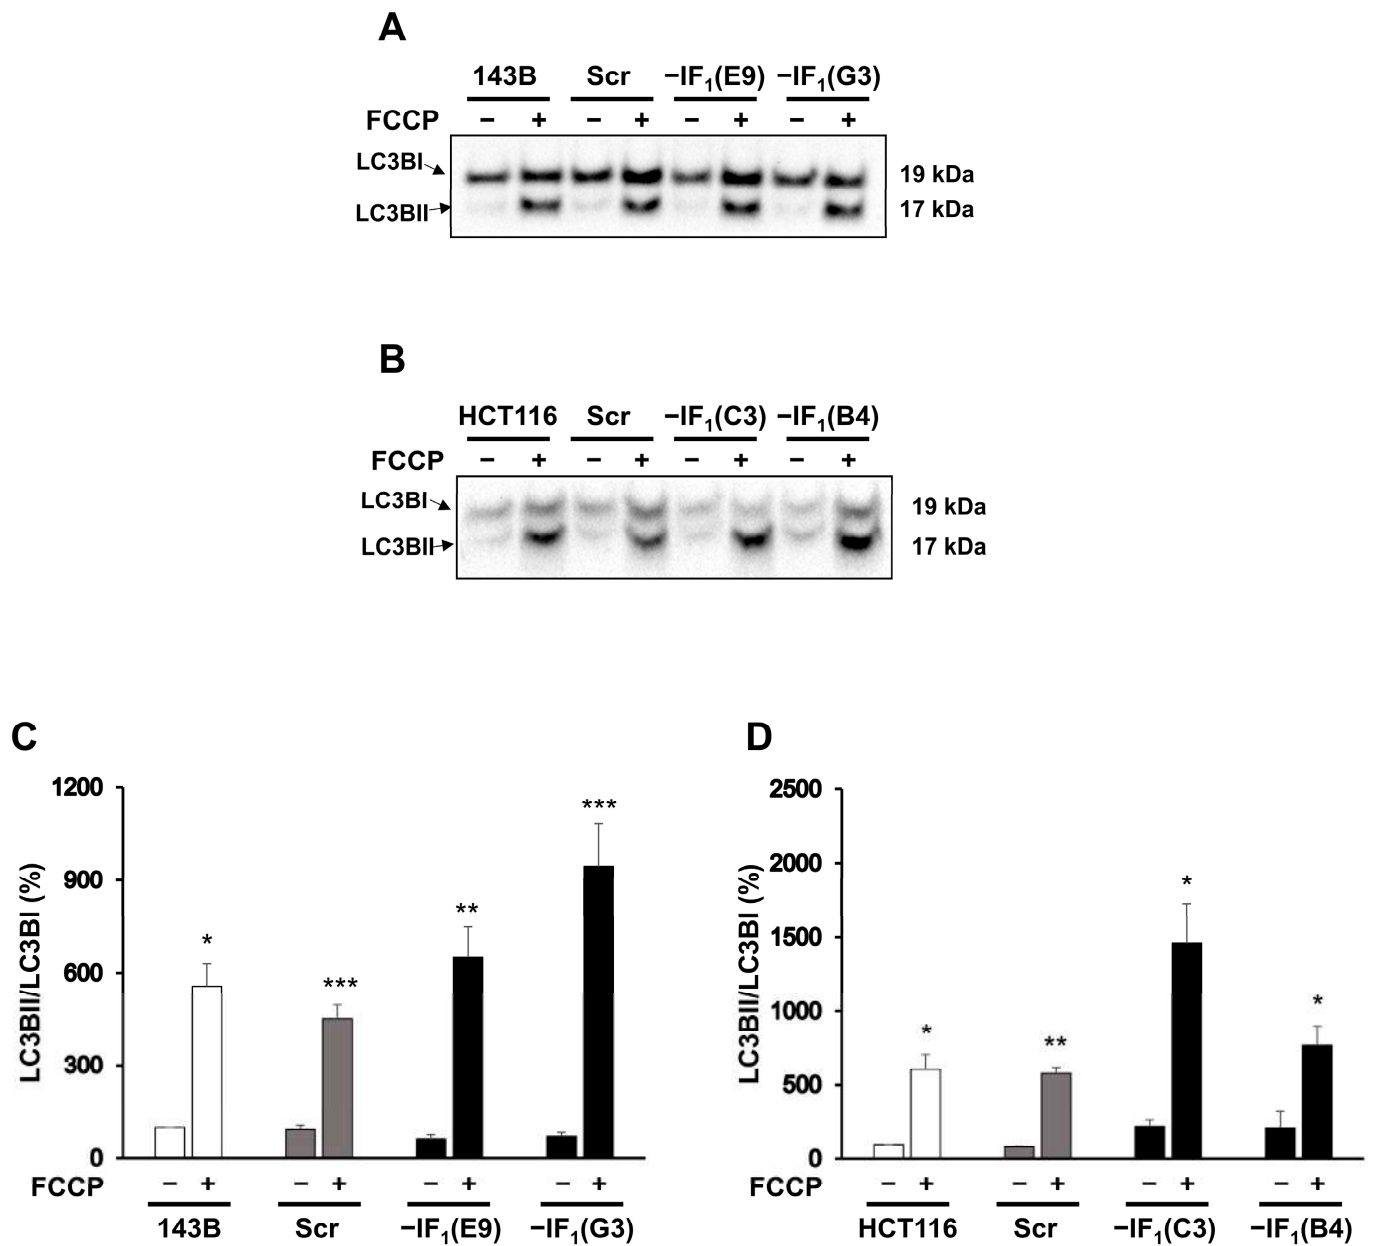 A
143B Scr −IF₁(E9) −IF₁(G3)
FCCP − + − + − + − +
LC3BI 19 kDa
LC3BII 17 kDa
B
HCT116 Scr −IF₁(C3) −IF₁(B4)
FCCP − + − + − + − +
LC3BI 19 kDa
LC3BII 17 kDa
C
LC3BII/LC3BI (%)
1200
900
600
300
0
* *** ** ***
FCCP − + − + − + − +
143B Scr −IF₁(E9) −IF₁(G3)
D
LC3BII/LC3BI (%)
2500
2000
1500
1000
500
0
* ** * *
FCCP − + − + − + − +
HCT116 Scr −IF₁(C3) −IF₁(B4)